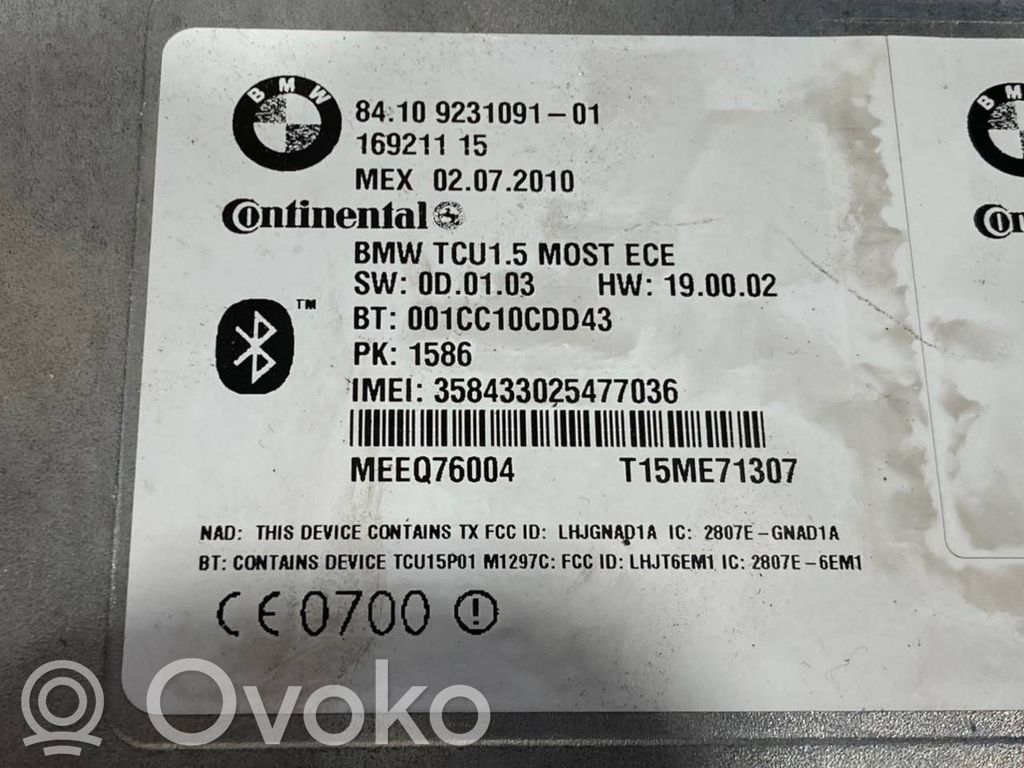 BMW
84.10 9231091-01
169211 15
MEX 02.07.2010
Continental
BMW TCU1.5 MOST ECE
SW: 0D.01.03 HW: 19.00.02
TM
BT: 001CC10CDD43
PK: 1586
IMEI: 358433025477036
MEEQ76004 T15ME71307
NAD: THIS DEVICE CONTAINS TX FCC ID: LHJGNAD1A IC: 2807E-GNAD1A
BT: CONTAINS DEVICE TCU15P01 M1297C: FCC ID: LHJT6EM1 IC: 2807E-6EM1
CE 0700
BM
Con
Ovoko